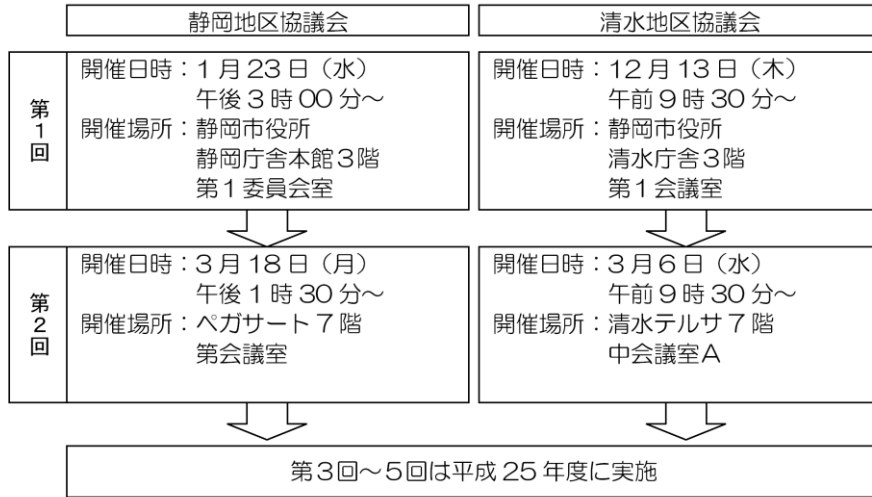 静岡地区協議会
清水地区協議会
第1回
開催日時：1月23日（水）
午後3時00分～
開催場所：静岡市役所
静岡庁舎本館3階
第1委員会室
開催日時：12月13日（木）
午前9時30分～
開催場所：静岡市役所
清水庁舎3階
第1会議室
第2回
開催日時：3月18日（月）
午後1時30分～
開催場所：ペガサート7階
第会議室
開催日時：3月6日（水）
午前9時30分～
開催場所：清水テルサ7階
中会議室A
第3回～5回は平成25年度に実施